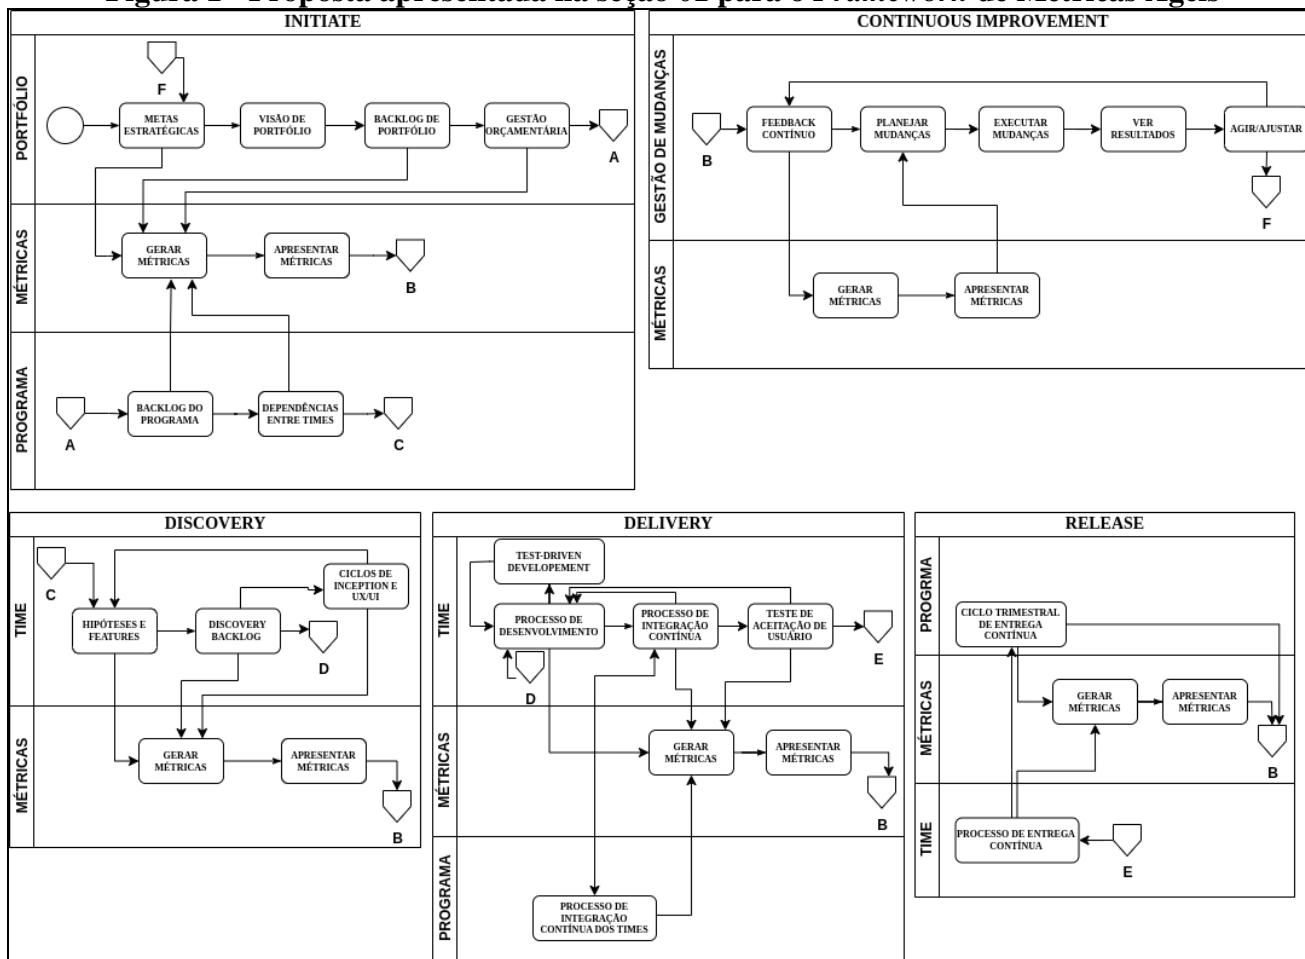 Figura 1 - Proposta apresentada na seção 01 para o Framework de Métricas Ágeis
INITIATE
PORTFÓLIO
F
METAS
ESTRATÉGICAS
VISÃO DE
PORTFÓLIO
BACKLOG DE
PORTFÓLIO
GESTÃO
ORÇAMENTÁRIA
A
MÉTRICAS
GERAR
MÉTRICAS
APRESENTAR
MÉTRICAS
B
PROGRAMA
A
BACKLOG DO
PROGRAMA
DEPENDÊNCIAS
ENTRE TIMES
C
CONTINUOUS IMPROVEMENT
GESTÃO DE MUDANÇAS
B
FEEDBACK
CONTÍNUO
PLANEJAR
MUDANÇAS
EXECUTAR
MUDANÇAS
VER
RESULTADOS
AGIR/AJUSTAR
F
MÉTRICAS
GERAR
MÉTRICAS
APRESENTAR
MÉTRICAS
DISCOVERY
TIME
C
CICLOS DE
INCEPTION E
UX/UI
HIPÓTESES E
FEATURES
DISCOVERY
BACKLOG
D
MÉTRICAS
GERAR
MÉTRICAS
APRESENTAR
MÉTRICAS
B
DELIVERY
TIME
TEST-DRIVEN
DEVELOPEMENT
PROCESSO DE
DESENVOLVIMENTO
PROCESSO DE
INTEGRAÇÃO
CONTÍNUA
TESTE DE
ACEITAÇÃO DE
USUÁRIO
E
D
MÉTRICAS
GERAR
MÉTRICAS
APRESENTAR
MÉTRICAS
B
PROGRAMA
PROCESSO DE
INTEGRAÇÃO
CONTÍNUA DOS TIMES
RELEASE
PROGRMA
CICLO TRIMESTRAL
DE ENTREGA
CONTÍNUA
MÉTRICAS
GERAR
MÉTRICAS
APRESENTAR
MÉTRICAS
B
TIME
PROCESSO DE ENTREGA
CONTÍNUA
E